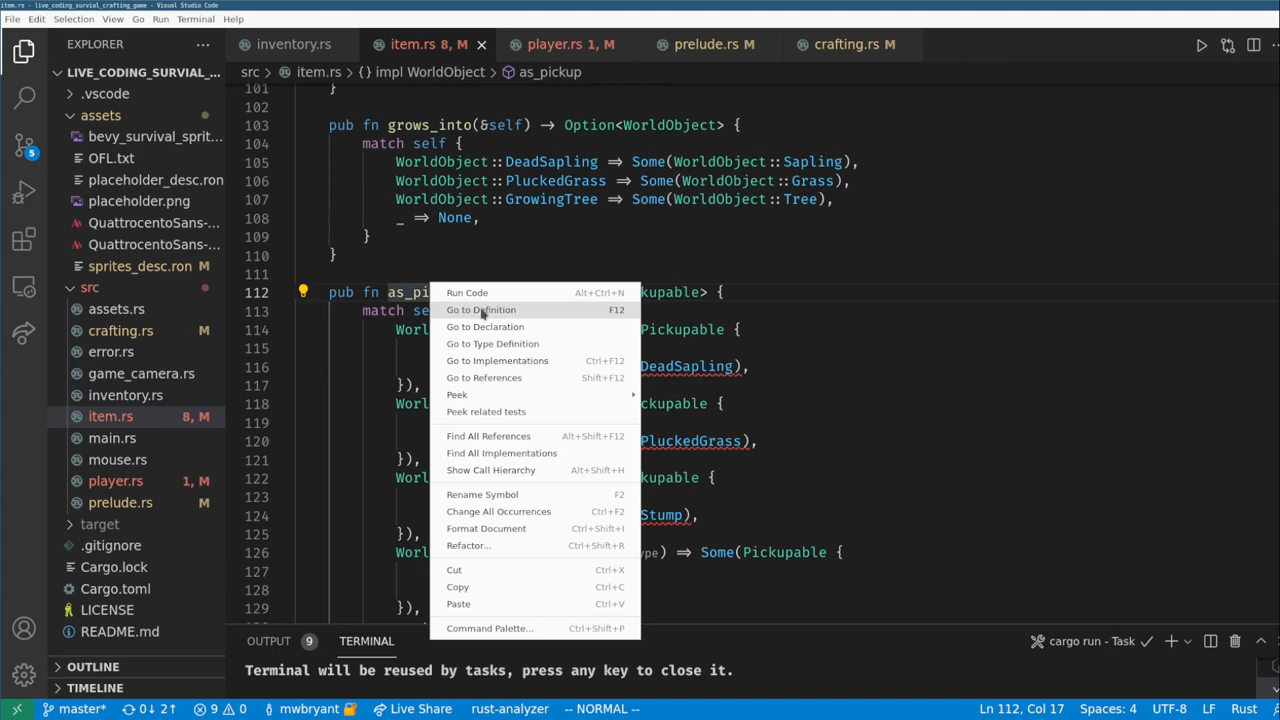 item.rs - live_coding_survial_crafting_game - Visual Studio Code
File Edit Selection View Go Run Terminal Help
EXPLORER
LIVE_CODING_SURVIAL_...
.vscode
assets
bevy_survival_sprit...
OFL.txt
placeholder_desc.ron
placeholder.png
QuattrocentoSans-...
QuattrocentoSans-...
sprites_desc.ron M
src
assets.rs
crafting.rs M
error.rs
game_camera.rs
inventory.rs
item.rs 8, M
main.rs
mouse.rs
player.rs 1, M
prelude.rs M
target
.gitignore
Cargo.lock
Cargo.toml
LICENSE
README.md
OUTLINE
TIMELINE
5
inventory.rs item.rs 8, M player.rs 1, M prelude.rs M crafting.rs M
src > item.rs > {} impl WorldObject > as_pickup
101 }
102
103 pub fn grows_into(&self) → Option<WorldObject> {
104 match self {
105 WorldObject::DeadSapling ⇒ Some(WorldObject::Sapling),
106 WorldObject::PluckedGrass ⇒ Some(WorldObject::Grass),
107 WorldObject::GrowingTree ⇒ Some(WorldObject::Tree),
108 _ ⇒ None,
109 }
110 }
111
112 pub fn as_pi kupable> {
113 match se
114 Worl Pickupable {
115
116 DeadSapling),
117 }),
118 Worl ckupable {
119
120 PluckedGrass),
121 }),
122 Worl kupable {
123
124 Stump),
125 }),
126 Worl ype) ⇒ Some(Pickupable {
127
128
129 }),
Run Code Alt+Ctrl+N
Go to Definition F12
Go to Declaration
Go to Type Definition
Go to Implementations Ctrl+F12
Go to References Shift+F12
Peek
Peek related tests
Find All References Alt+Shift+F12
Find All Implementations
Show Call Hierarchy Alt+Shift+H
Rename Symbol F2
Change All Occurrences Ctrl+F2
Format Document Ctrl+Shift+I
Refactor... Ctrl+Shift+R
Cut Ctrl+X
Copy Ctrl+C
Paste Ctrl+V
Command Palette... Ctrl+Shift+P
OUTPUT 9 TERMINAL cargo run - Task
Terminal will be reused by tasks, press any key to close it.
master* 0↓ 2↑ 9 0 mwbryant Live Share rust-analyzer -- NORMAL -- Ln 112, Col 17 Spaces: 4 UTF-8 LF Rust